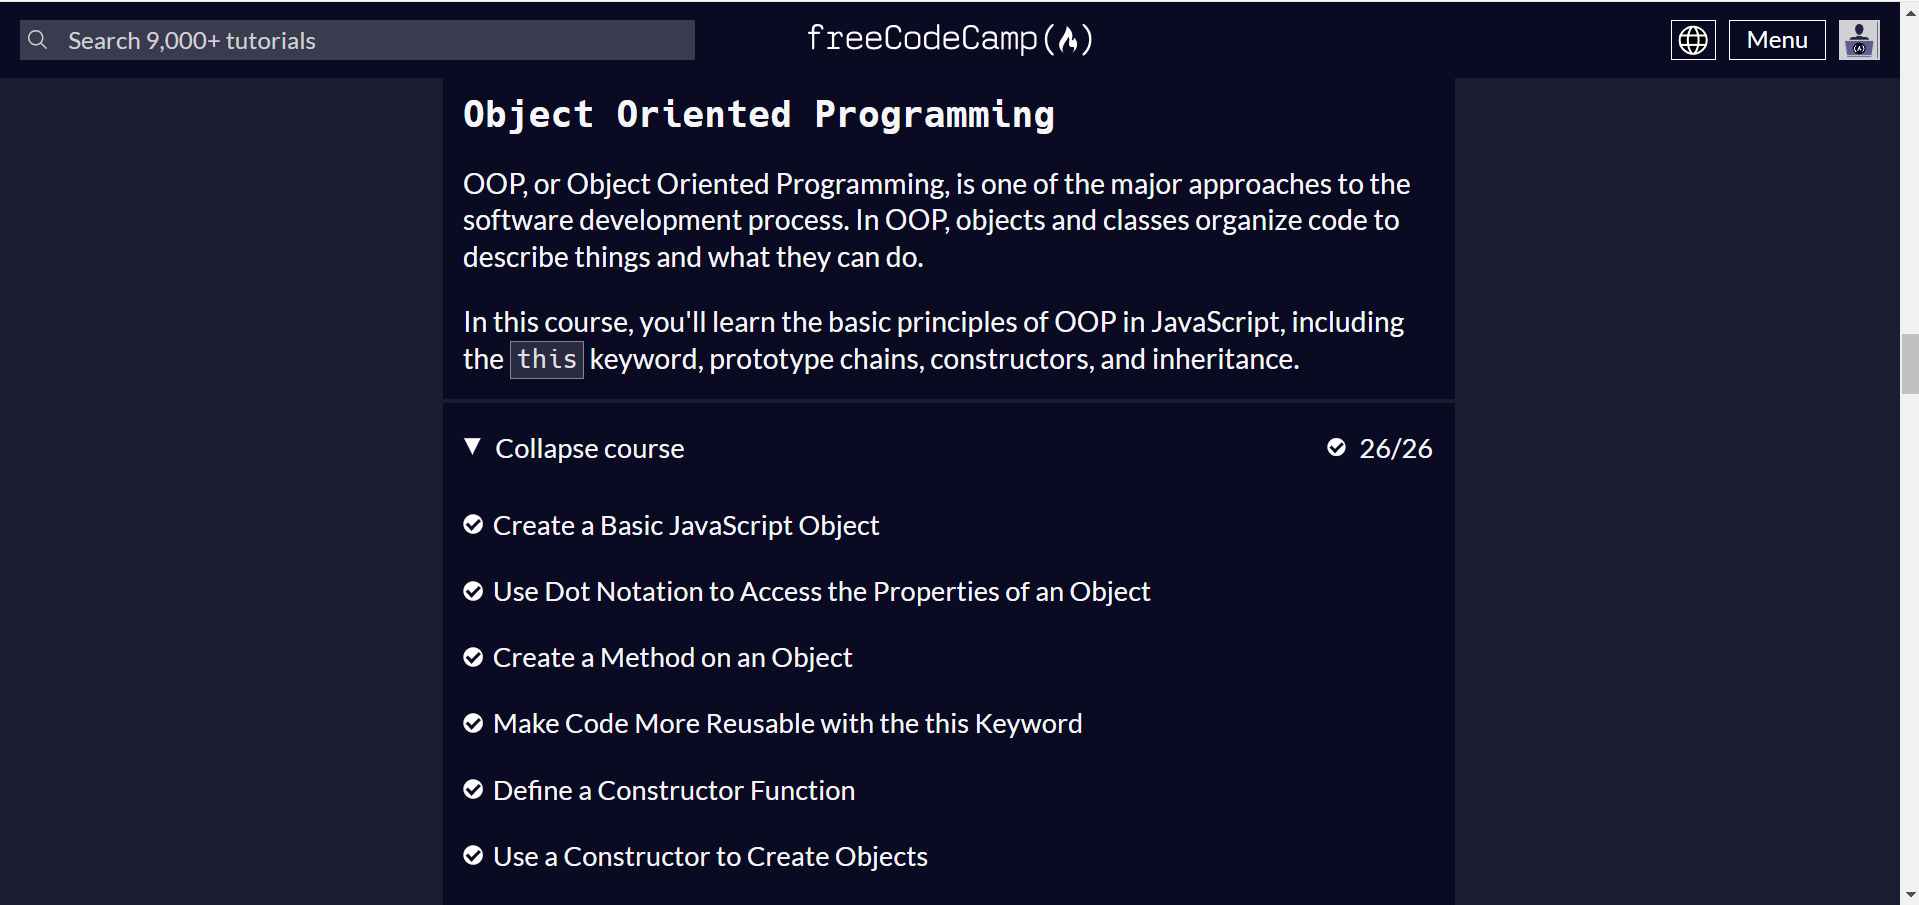 Search 9,000+ tutorials
freeCodeCamp(🔥)
Menu
(A)
Object Oriented Programming
OOP, or Object Oriented Programming, is one of the major approaches to the
software development process. In OOP, objects and classes organize code to
describe things and what they can do.
In this course, you'll learn the basic principles of OOP in JavaScript, including
the this keyword, prototype chains, constructors, and inheritance.
Collapse course
26/26
Create a Basic JavaScript Object
Use Dot Notation to Access the Properties of an Object
Create a Method on an Object
Make Code More Reusable with the this Keyword
Define a Constructor Function
Use a Constructor to Create Objects